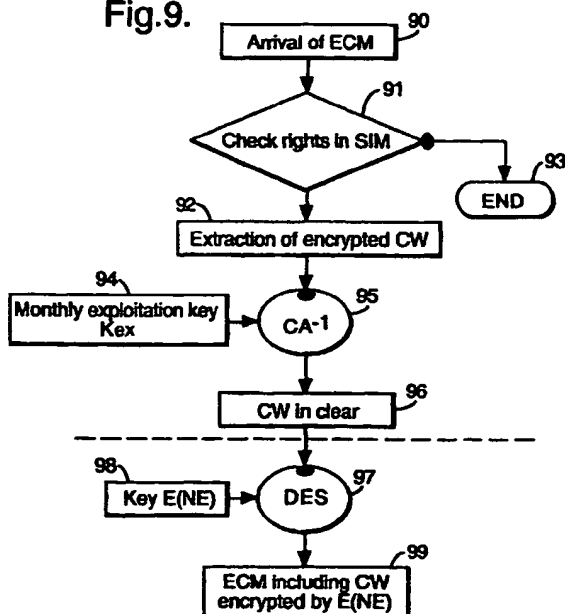 Fig.9.
90
Arrival of ECM
91
Check rights in SIM
93
END
92
Extraction of encrypted CW
94
Monthly exploitation key
Kex
95
CA-1
96
CW in clear
98
Key E(NE)
97
DES
99
ECM including CW
encrypted by E(NE)